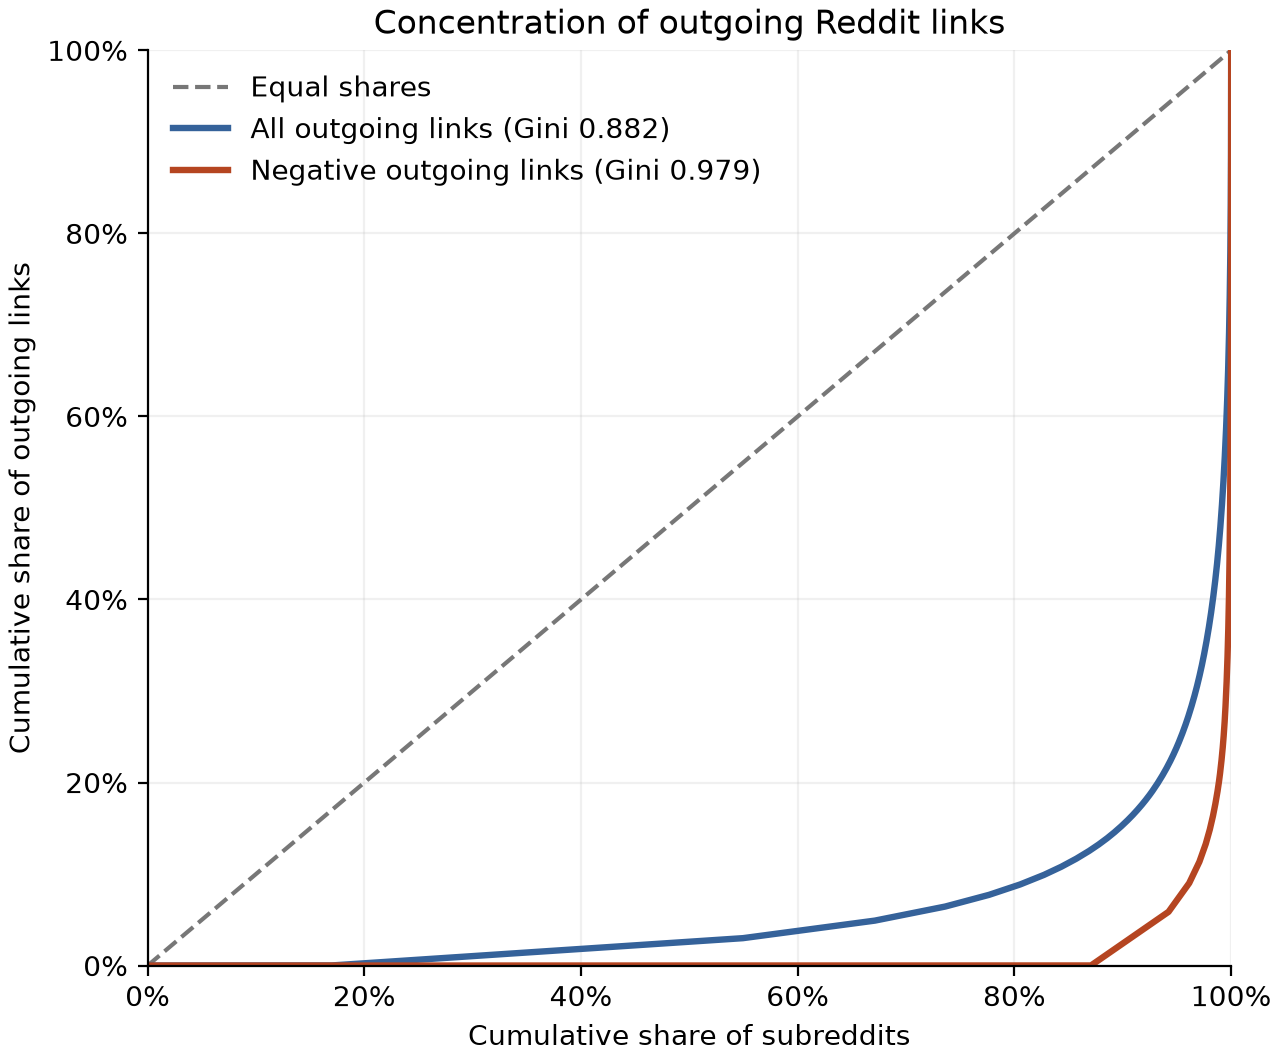 Concentration of outgoing Reddit links
Equal shares
All outgoing links (Gini 0.882)
Negative outgoing links (Gini 0.979)
Cumulative share of outgoing links
100%
80%
60%
40%
20%
0%
0%
20%
40%
60%
80%
100%
Cumulative share of subreddits